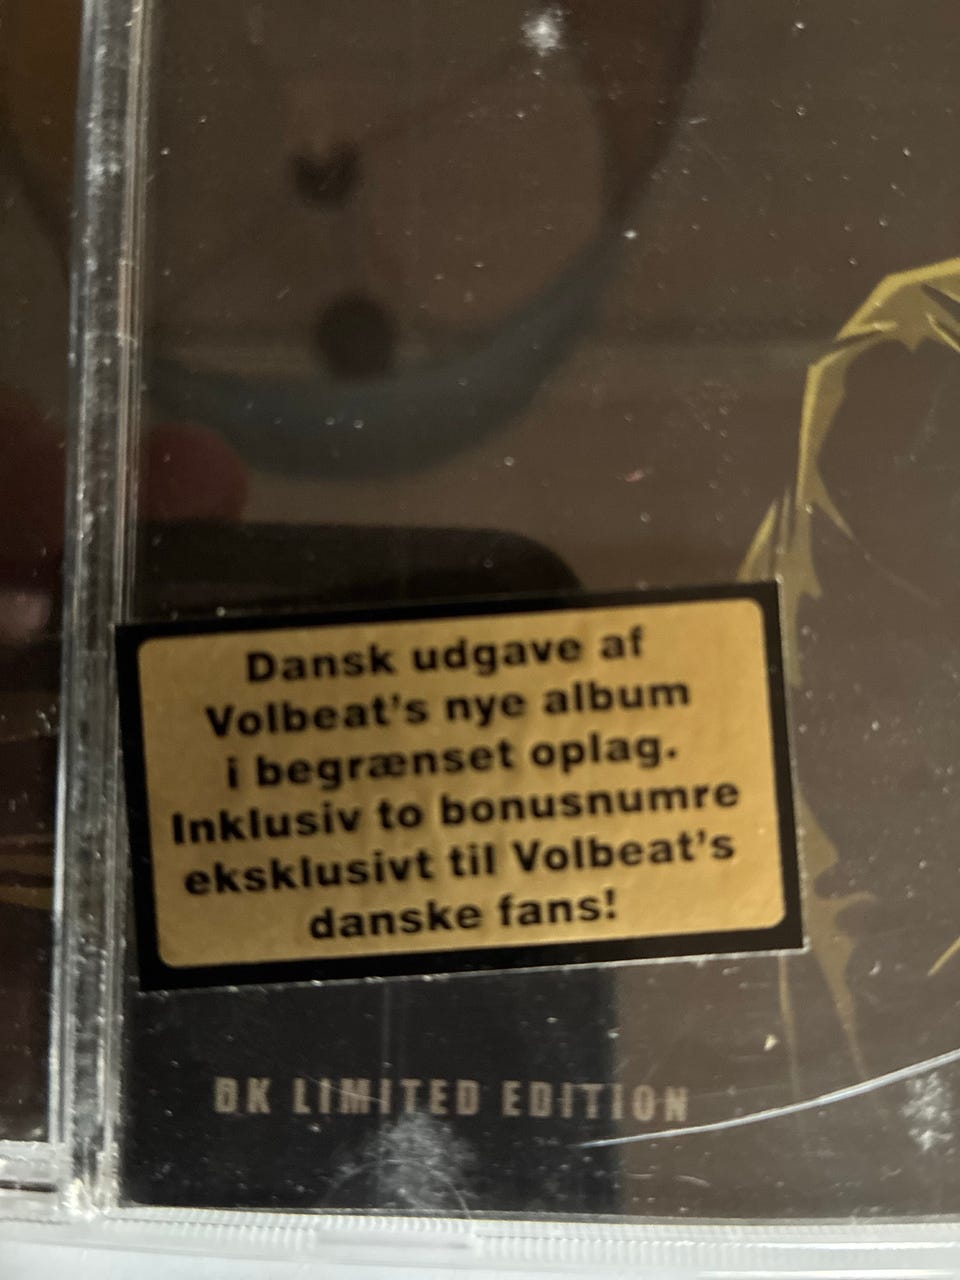 Dansk udgave af
Volbeat's nye album
i begrænset oplag.
Inklusiv to bonusnumre
eksklusivt til Volbeat's
danske fans!
DK LIMITED EDITION